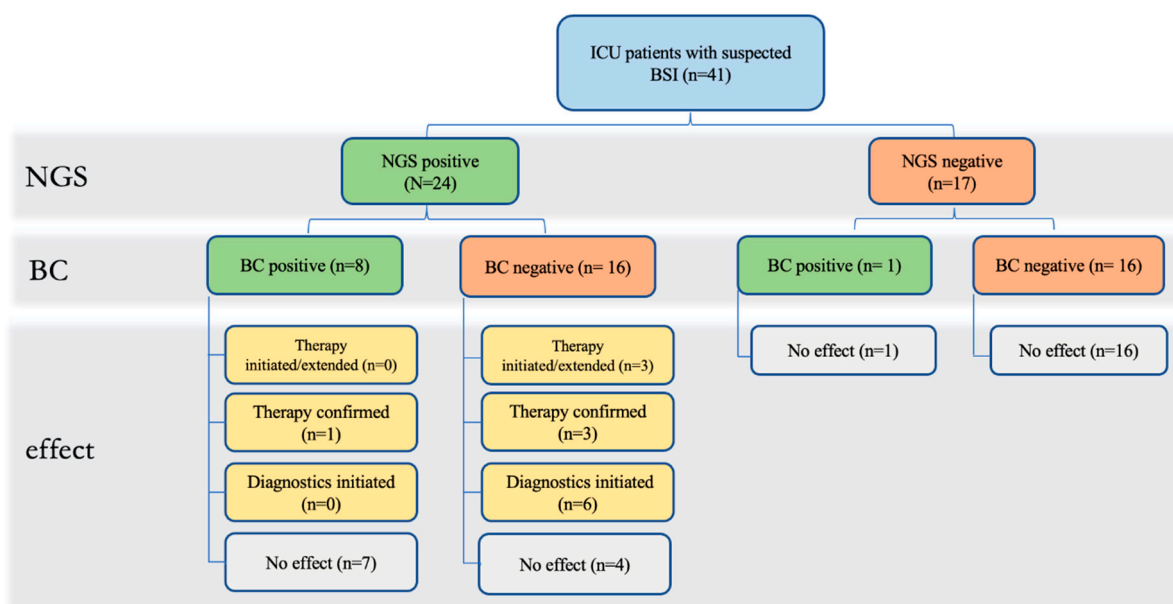 ICU patients with suspected
BSI (n=41)
NGS
NGS positive
(N=24)
NGS negative
(n=17)
BC
BC positive (n=8)
BC negative (n= 16)
BC positive (n= 1)
BC negative (n= 16)
effect
Therapy
initiated/extended (n=0)
Therapy confirmed
(n=1)
Diagnostics initiated
(n=0)
No effect (n=7)
Therapy
initiated/extended (n=3)
Therapy confirmed
(n=3)
Diagnostics initiated
(n=6)
No effect (n=4)
No effect (n=1)
No effect (n=16)